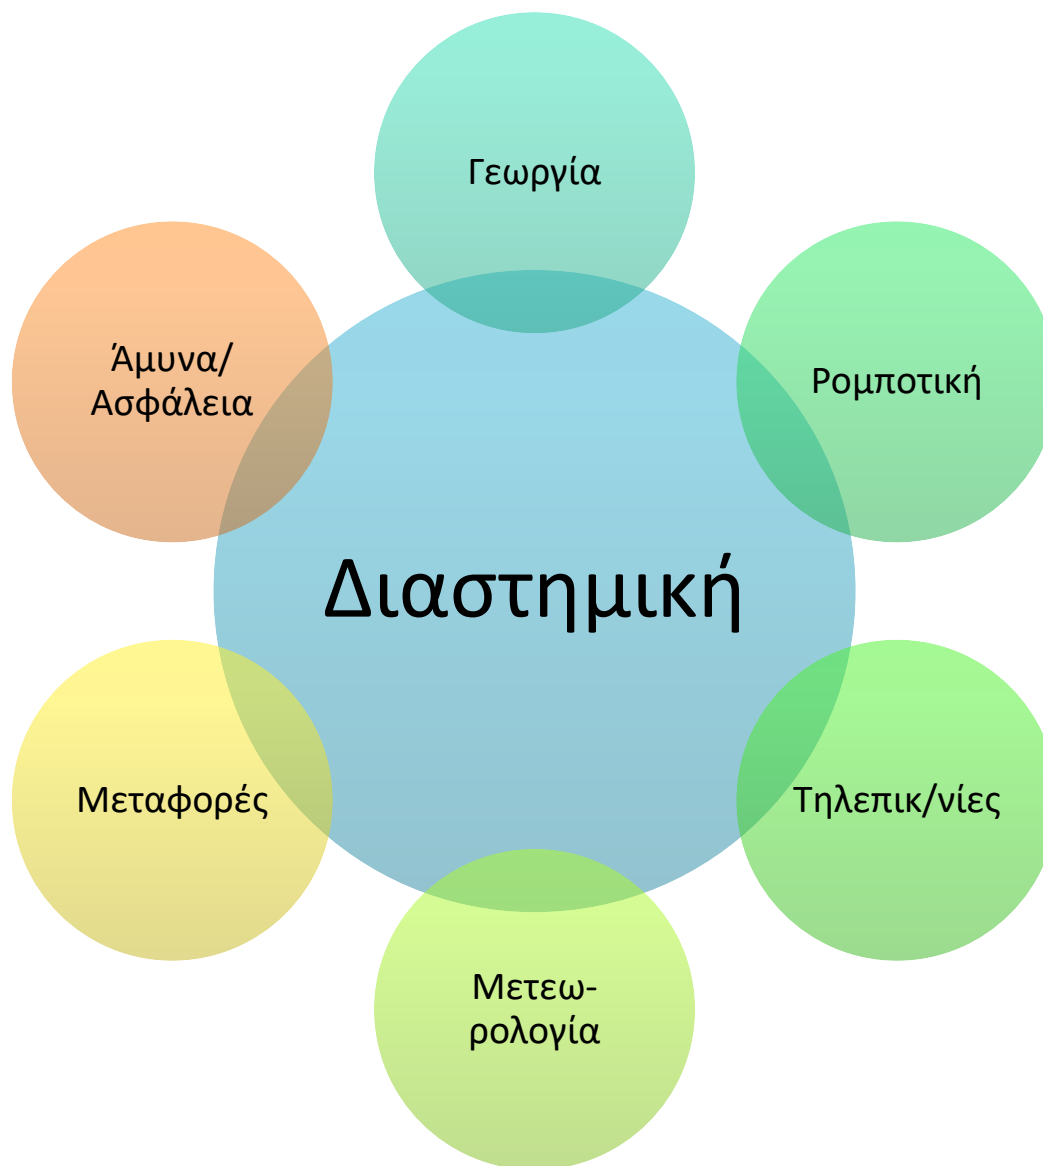 Γεωργία
Άμυνα/
Ασφάλεια
Ρομποτική
Διαστημική
Μεταφορές
Τηλεπικ/νίες
Μετεω-
ρολογία